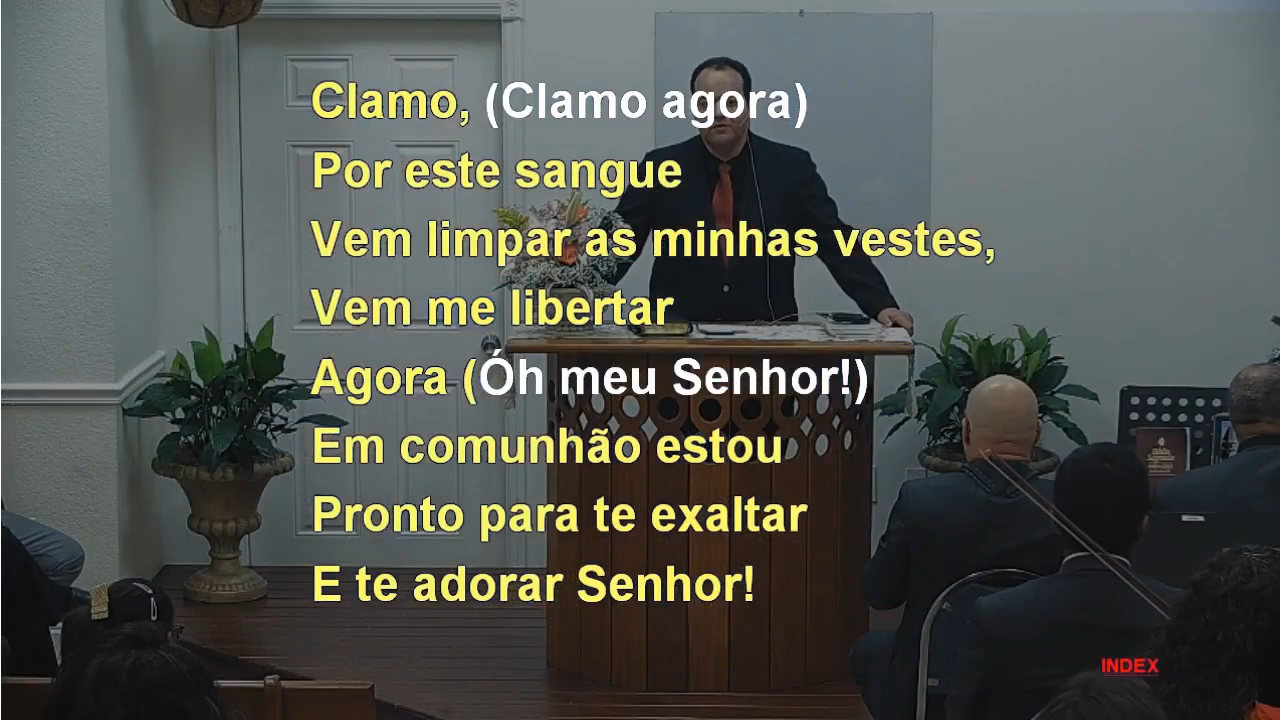 Clamo, (Clamo agora)
Por este sangue
Vem limpar as minhas vestes,
Vem me libertar
Agora (Óh meu Senhor!)
Em comunhão estou
Pronto para te exaltar
E te adorar Senhor!
INDEX